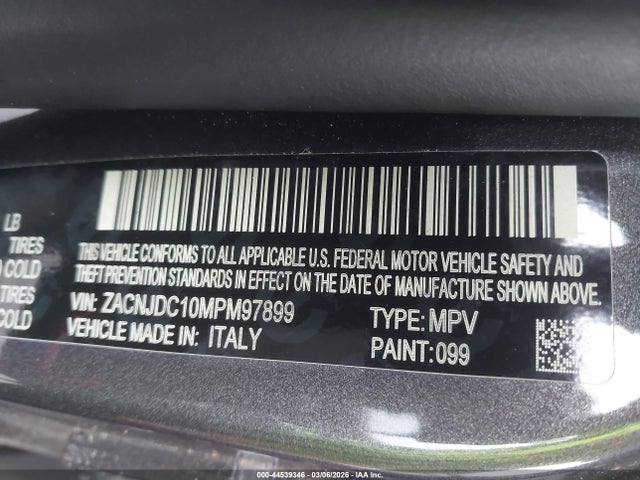 LB
TIRES
COLD
TIRES
COLD
THIS VEHICLE CONFORMS TO ALL APPLICABLE U.S. FEDERAL MOTOR VEHICLE SAFETY AND
THEFT PREVENTION STANDARDS IN EFFECT ON THE DATE OF MANUFACTURE SHOWN ABOVE.
VIN: ZACNJDC10MPM97899 TYPE: MPV
VEHICLE MADE IN: ITALY PAINT: 099
000-44539346 - 03/06/2026 - IAA Inc.